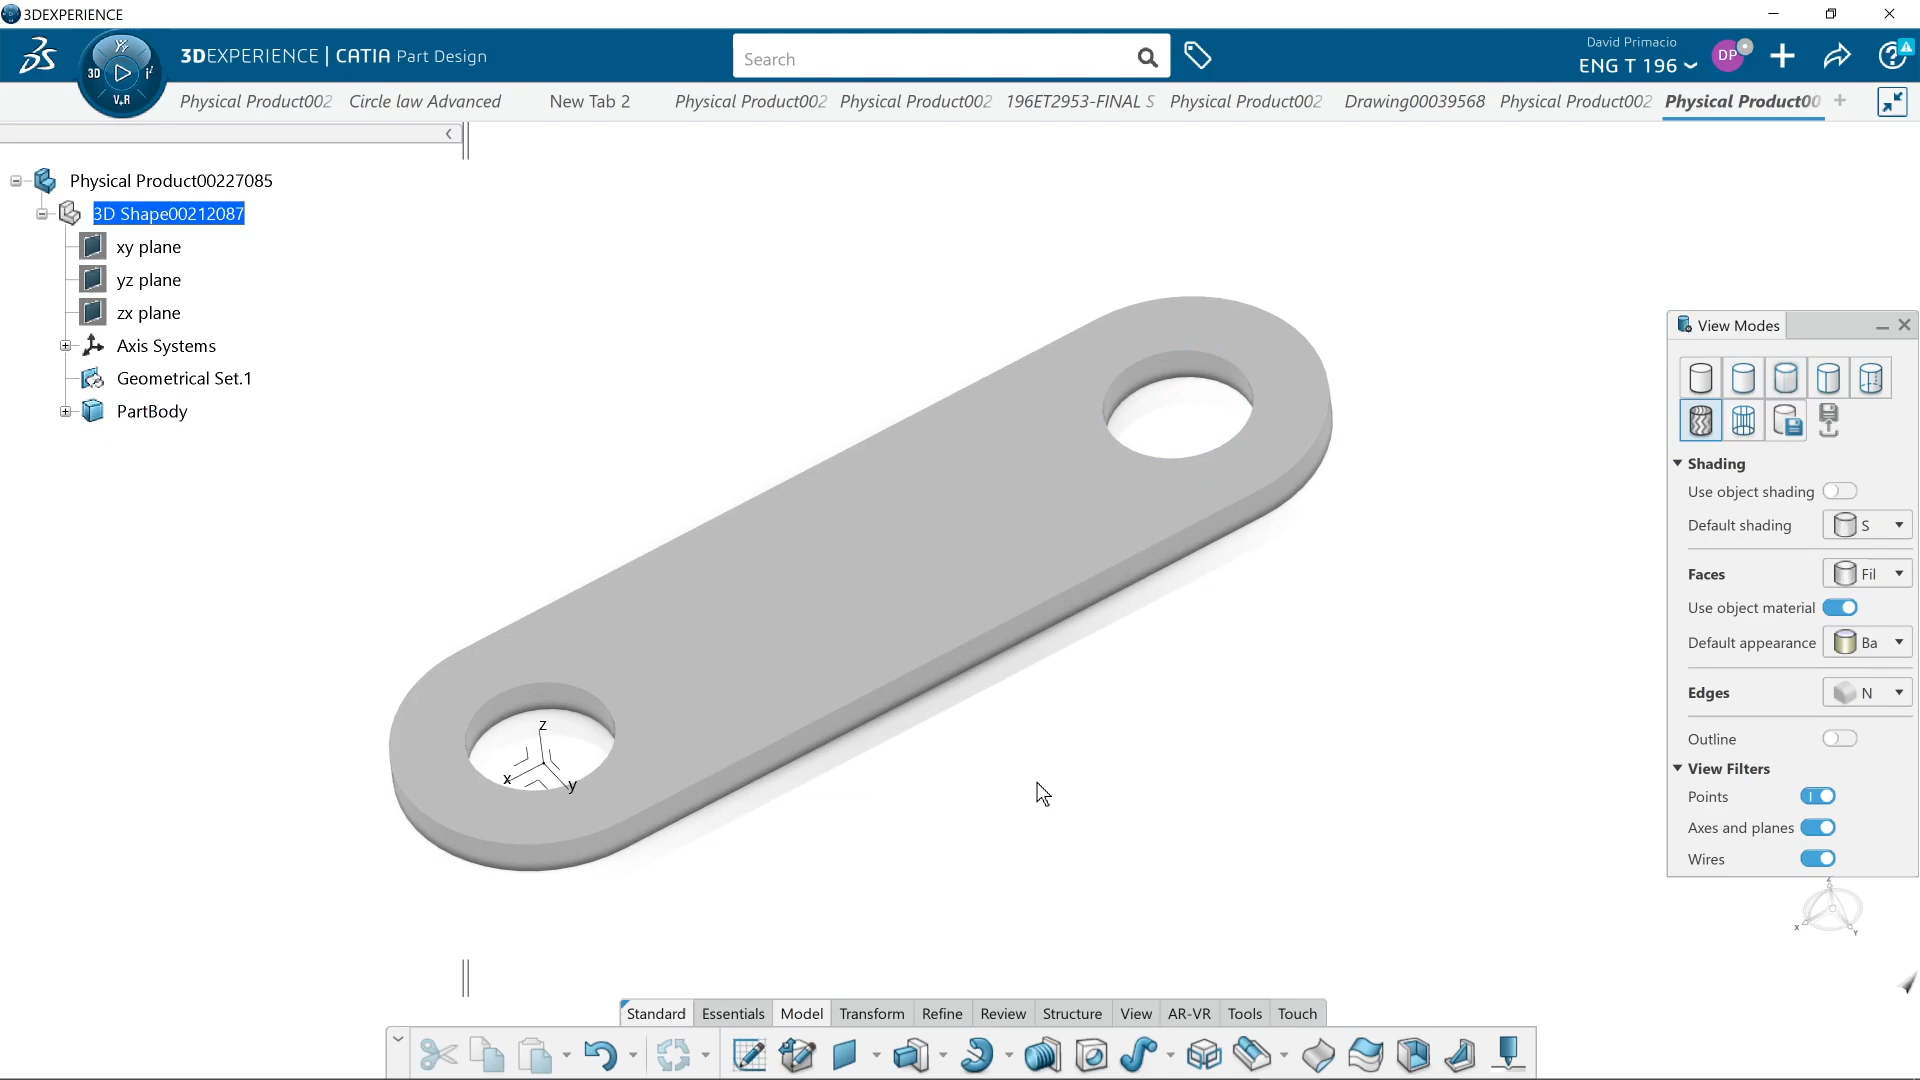 3DEXPERIENCE
3DEXPERIENCE | CATIA Part Design
3D
V+R
Search
David Primacio
ENG T 196
DP
Physical Product002
Circle law Advanced
New Tab 2
Physical Product002
Physical Product002
196ET2953-FINAL S
Physical Product002
Drawing00039568
Physical Product002
Physical Product00
Physical Product00227085
3D Shape00212087
xy plane
yz plane
zx plane
Axis Systems
Geometrical Set.1
PartBody
z
x
y
View Modes
Shading
Use object shading
Default shading
S
Faces
Fil
Use object material
Default appearance
Ba
Edges
N
Outline
View Filters
Points
Axes and planes
Wires
z
x
Y
Standard
Essentials
Model
Transform
Refine
Review
Structure
View
AR-VR
Tools
Touch